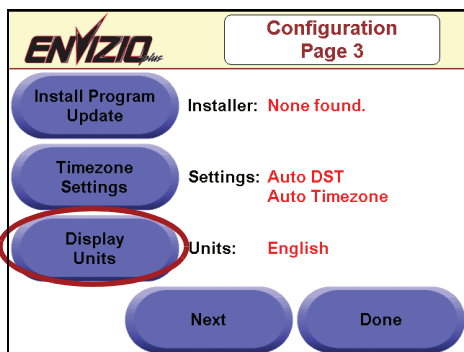 ENVIZIO plus
Configuration
Page 3
Install Program
Update
Installer: None found.
Timezone
Settings
Settings: Auto DST
Auto Timezone
Display
Units
Units: English
Next
Done